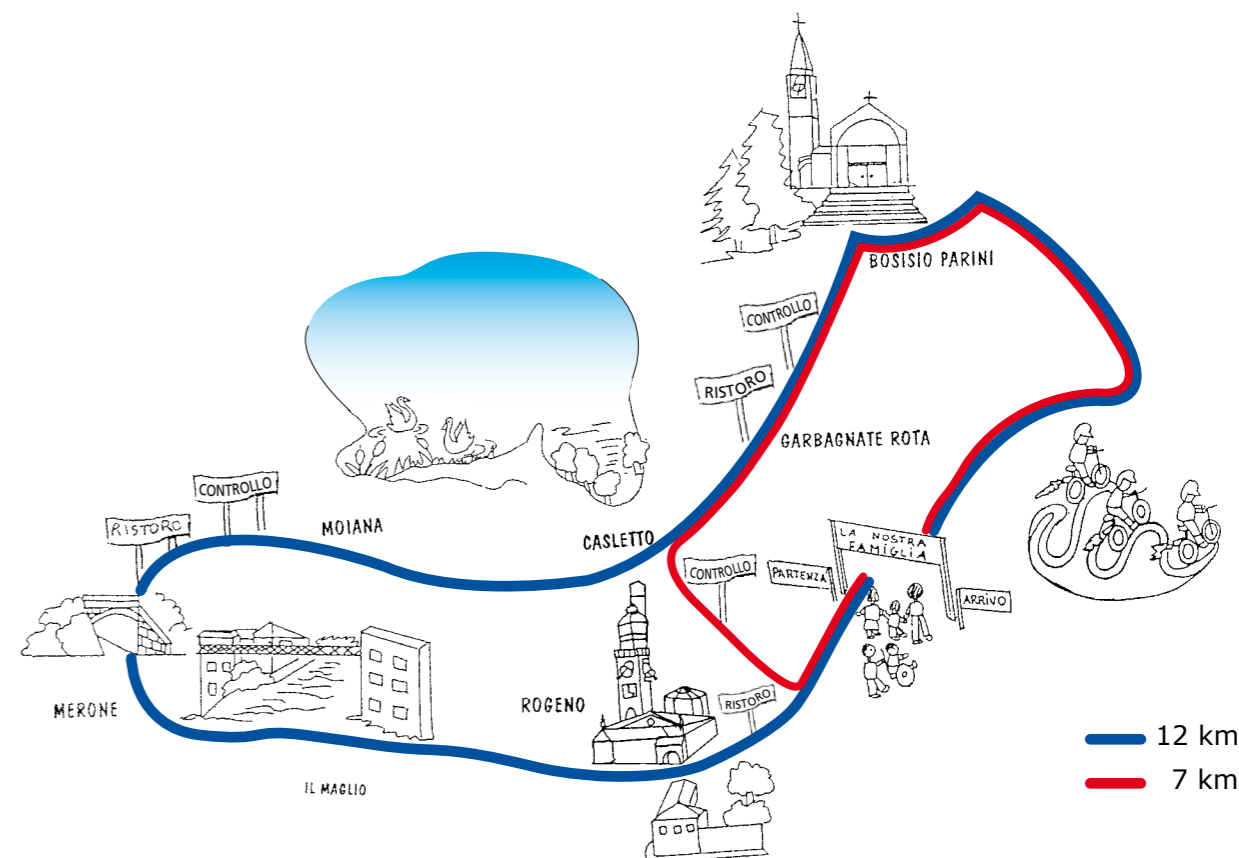 BOSISIO PARINI
CONTROLLO
RISTORO
GARBAGNATE ROTA
CONTROLLO
RISTORO
MOIANA
CASLETTO
LA NOSTRA
FAMIGLIA
CONTROLLO
PARTENZA
ARRIVO
MERONE
ROGENO
RISTORO
IL MAGLIO
12 km
7 km